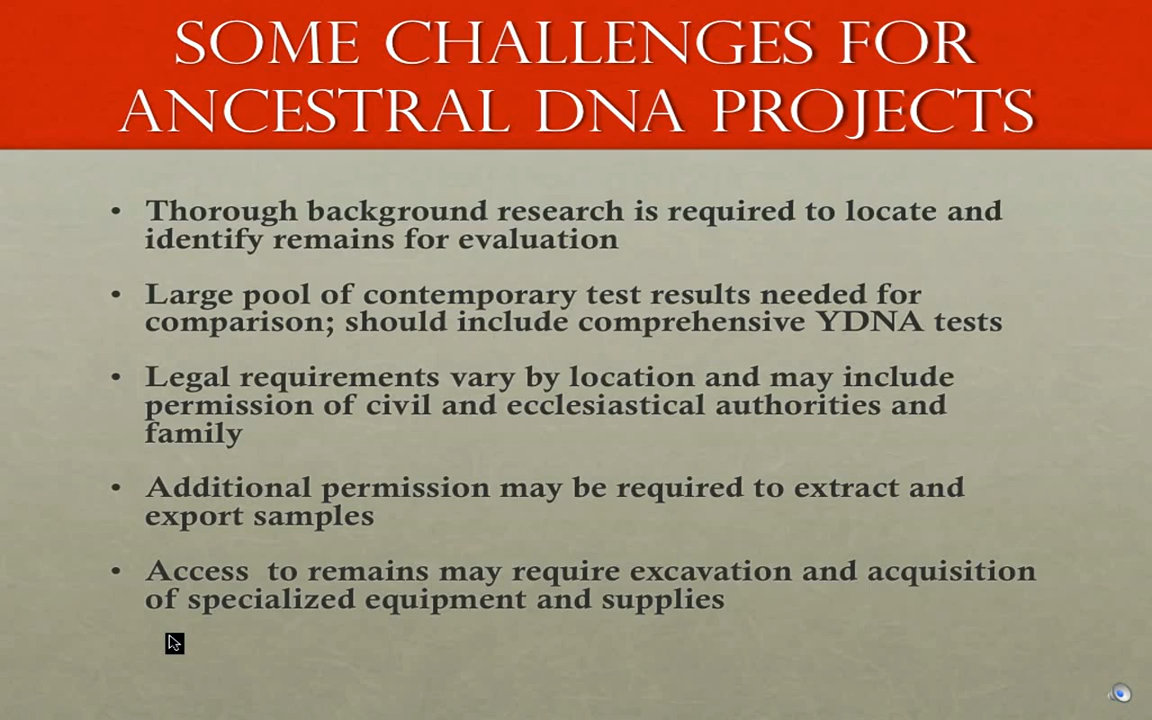 SOME CHALLENGES FOR
ANCESTRAL DNA PROJECTS
• Thorough background research is required to locate and
identify remains for evaluation
• Large pool of contemporary test results needed for
comparison; should include comprehensive YDNA tests
• Legal requirements vary by location and may include
permission of civil and ecclesiastical authorities and
family
• Additional permission may be required to extract and
export samples
• Access to remains may require excavation and acquisition
of specialized equipment and supplies